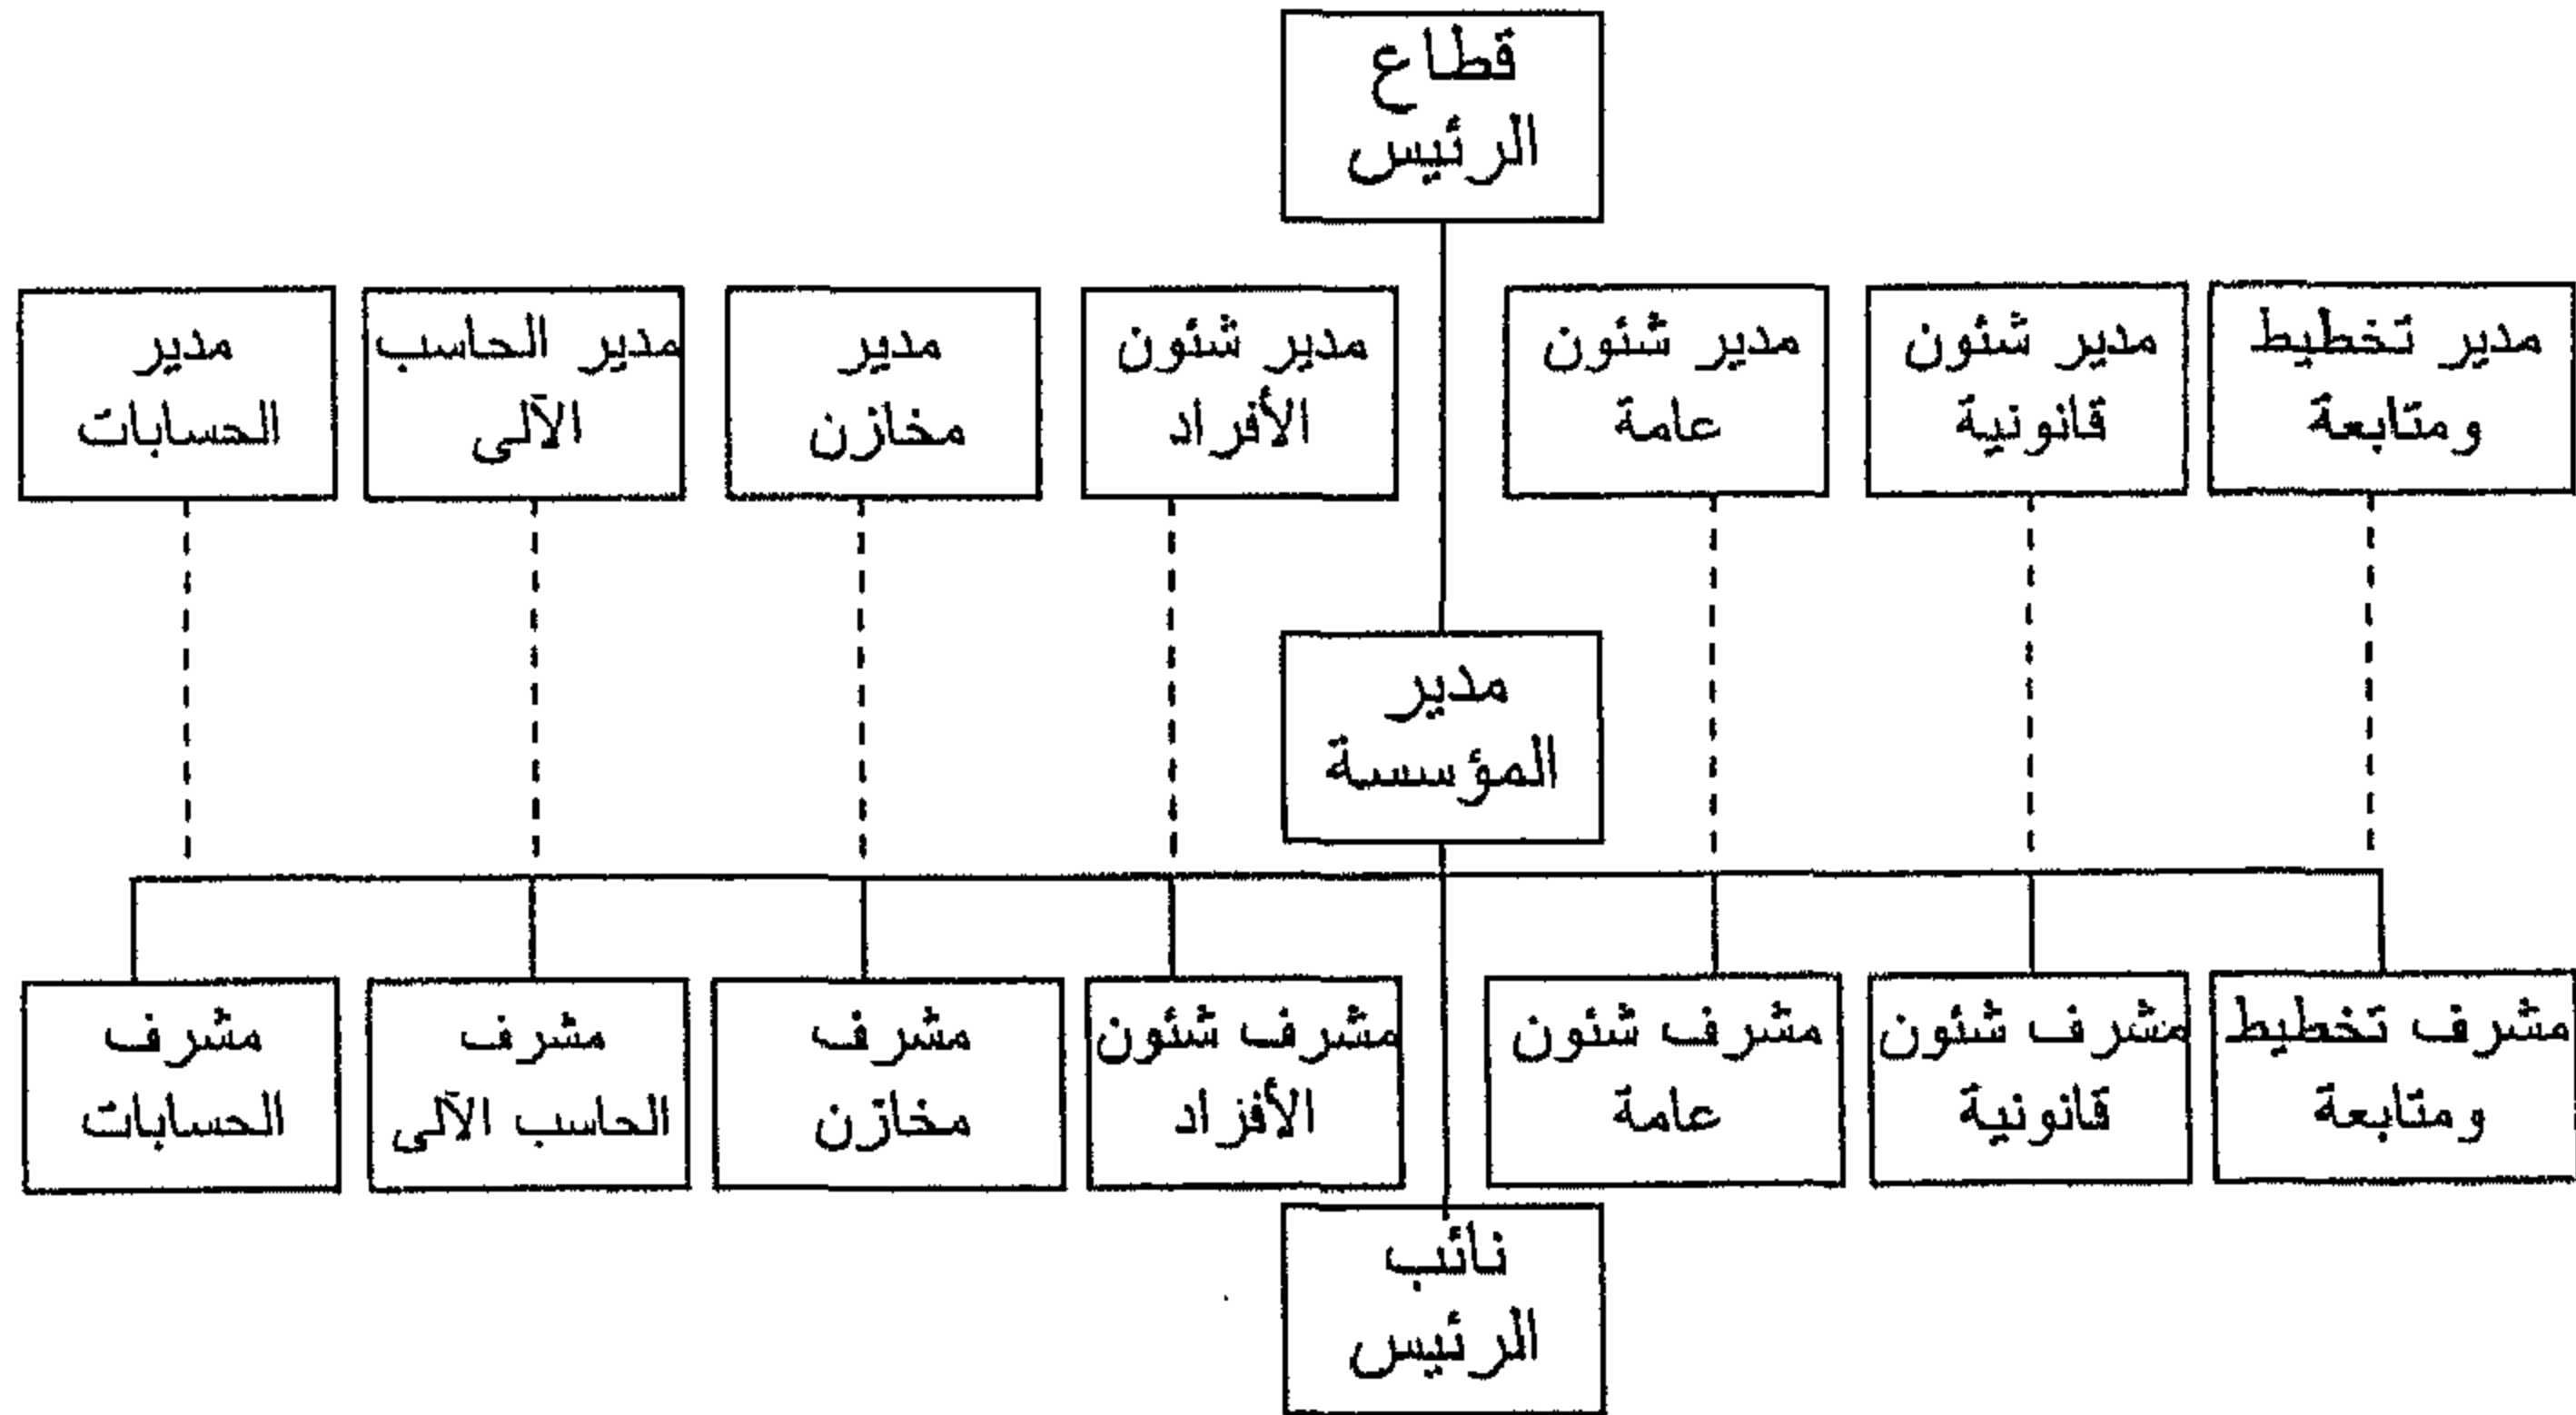 قطاع
الرئيس
مدير تخطيط
ومتابعة
مدير شئون
قانونية
مدير شئون
عامة
مدير شئون
الأفراد
مدير
مخازن
مدير الحاسب
الآلى
مدير
الحسابات
مدير
المؤسسة
مشرف تخطيط
ومتابعة
مشرف شئون
قانونية
مشرف شئون
عامة
مشرف شئون
الأفزاد
مشرف
مخازن
مشرف
الحاسب الآلى
مشرف
الحسابات
نائب
الرئيس